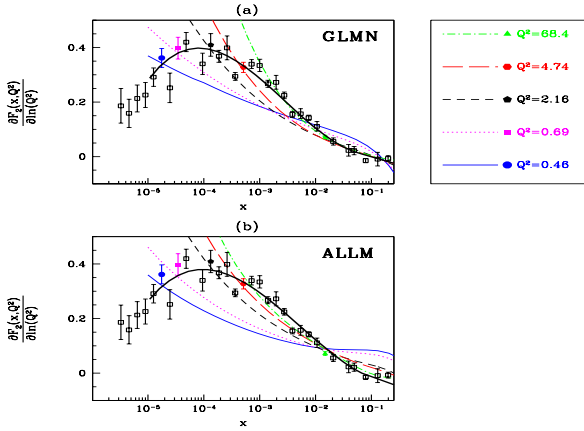 (a)
GLMN
∂F₂(x,Q²)
∂ln(Q²)
0.4
0.2
0
10⁻⁵ 10⁻⁴ 10⁻³ 10⁻² 10⁻¹
x
Q²=68.4
Q²=4.74
Q²=2.16
Q²=0.69
Q²=0.46
(b)
ALLM
∂F₂(x,Q²)
∂ln(Q²)
0.4
0.2
0
10⁻⁵ 10⁻⁴ 10⁻³ 10⁻² 10⁻¹
x